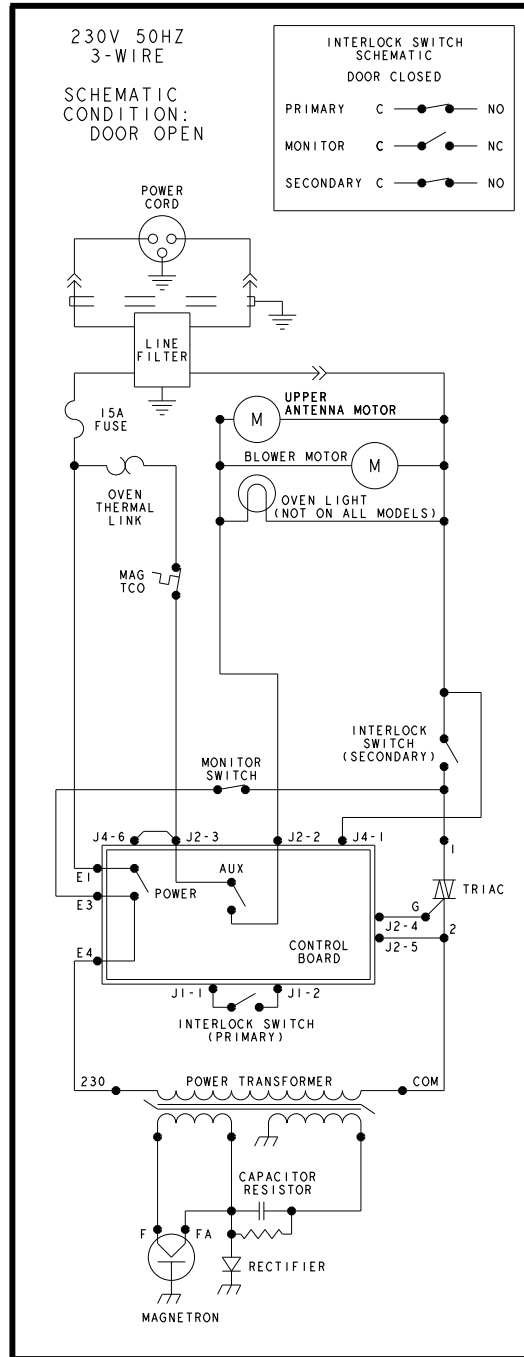 230V 50HZ
3-WIRE
SCHEMATIC
CONDITION:
DOOR OPEN
INTERLOCK SWITCH
SCHEMATIC
DOOR CLOSED
PRIMARY C NO
MONITOR C NC
SECONDARY C NO
POWER
CORD
LINE
FILTER
15A
FUSE
UPPER
ANTENNA MOTOR
M
BLOWER MOTOR
M
OVEN
THERMAL
LINK
OVEN LIGHT
(NOT ON ALL MODELS)
MAG
TCO
INTERLOCK
SWITCH
(SECONDARY)
MONITOR
SWITCH
J4-6 J2-3 J2-2 J4-1
1
E1
POWER
AUX
TRIAC
E3
G
J2-4
2
J2-5
E4
CONTROL
BOARD
J1-1 J1-2
INTERLOCK SWITCH
(PRIMARY)
230 POWER TRANSFORMER COM
CAPACITOR
RESISTOR
F FA
RECTIFIER
MAGNETRON